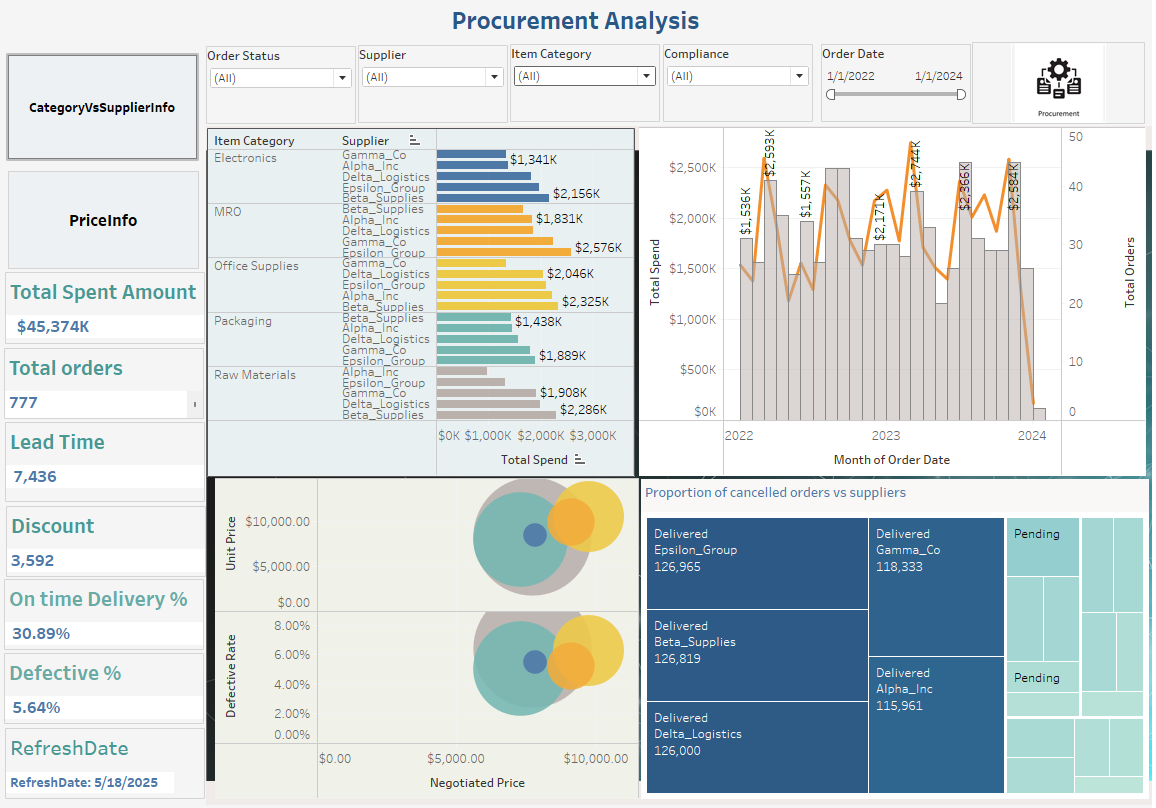 Procurement Analysis
CategoryVsSupplierInfo
PriceInfo
Order Status
(All)
Supplier
(All)
Item Category
(All)
Compliance
(All)
Order Date
1/1/2022 1/1/2024
Procurement
Total Spent Amount
$45,374K
Total orders
777
Lead Time
7,436
Discount
3,592
On time Delivery %
30.89%
Defective %
5.64%
RefreshDate
RefreshDate: 5/18/2025
Item Category Supplier
Electronics
Gamma_Co
Alpha_Inc $1,341K
Delta_Logistics
Epsilon_Group
Beta_Supplies $2,156K
MRO
Beta_Supplies
Alpha_Inc $1,831K
Delta_Logistics
Gamma_Co
Epsilon_Group $2,576K
Office Supplies
Gamma_Co
Delta_Logistics $2,046K
Epsilon_Group
Alpha_Inc
Beta_Supplies $2,325K
Packaging
Beta_Supplies $1,438K
Alpha_Inc
Delta_Logistics
Gamma_Co
Epsilon_Group $1,889K
Raw Materials
Alpha_Inc
Epsilon_Group
Gamma_Co $1,908K
Delta_Logistics
Beta_Supplies $2,286K
$0K $1,000K $2,000K $3,000K
Total Spend
Total Spend
$2,500K
$2,000K
$1,500K
$1,000K
$500K
$0K
$1,536K
$2,593K
$1,557K
$2,171K
$2,744K
$2,366K
$2,584K
50
40
30
20
10
0
Total Orders
2022 2023 2024
Month of Order Date
Unit Price
$10,000.00
$5,000.00
$0.00
Defective Rate
8.00%
6.00%
4.00%
2.00%
0.00%
$0.00 $5,000.00 $10,000.00
Negotiated Price
Proportion of cancelled orders vs suppliers
Delivered
Epsilon_Group
126,965
Delivered
Beta_Supplies
126,819
Delivered
Delta_Logistics
126,000
Delivered
Gamma_Co
118,333
Delivered
Alpha_Inc
115,961
Pending
Pending